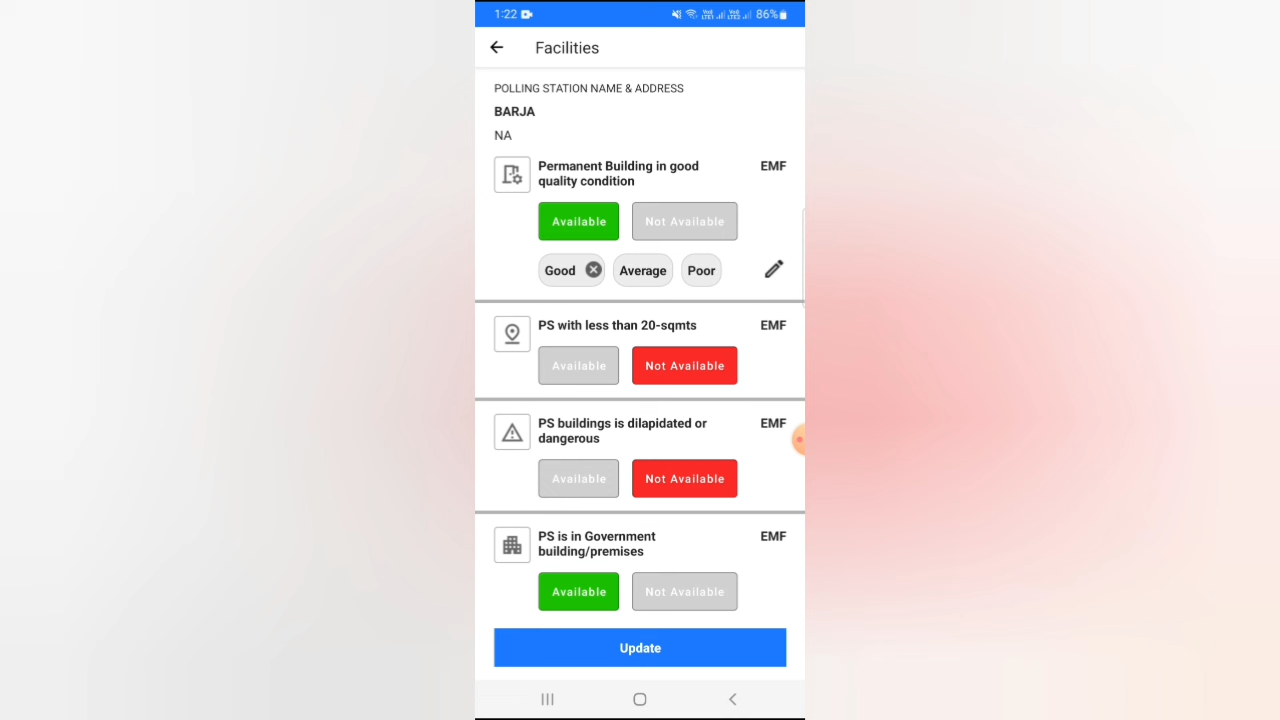 1:22
86%
Facilities
POLLING STATION NAME & ADDRESS
BARJA
NA
Permanent Building in good EMF
quality condition
Available Not Available
Good Average Poor
PS with less than 20-sqmts EMF
Available Not Available
PS buildings is dilapidated or EMF
dangerous
Available Not Available
PS is in Government EMF
building/premises
Available Not Available
Update